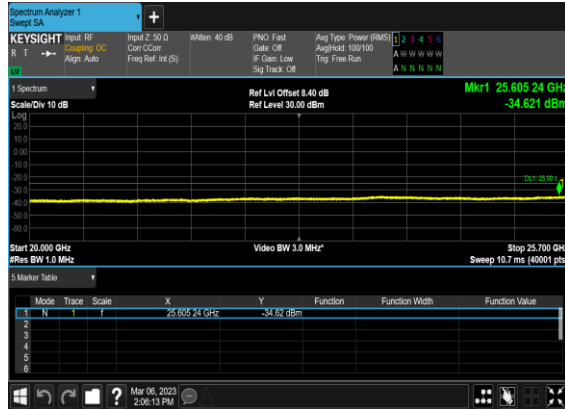 Spectrum Analyzer 1
Swept SA
+
KEYSIGHT Input: RF Input Z: 50 Ω #Atten: 40 dB PNO: Fast Avg Type: Power (RMS) 1 2 3 4 5 6
R T Coupling: DC Corr CCorr Gate: Off Avg|Hold: 100/100 A W W W W W
Align: Auto Freq Ref: Int (S) IF Gain: Low Trig: Free Run
Sig Track: Off A N N N N N
1 Spectrum
Ref Lvl Offset 8.40 dB Mkr1 25.605 24 GHz
Scale/Div 10 dB Ref Level 30.00 dBm -34.621 dBm
Log
20.0
10.0
0.00
-10.0
-20.0
DL1 -25.00
-30.0
-40.0
-50.0
-60.0
Start 20.000 GHz Video BW 3.0 MHz* Stop 25.700 GH
#Res BW 1.0 MHz Sweep 10.7 ms (40001 pts
5 Marker Table
Mode Trace Scale X Y Function Function Width Function Value
1 N 1 f 25.605 24 GHz -34.62 dBm
2
3
4
5
6
? Mar 06, 2023
2:06:13 PM